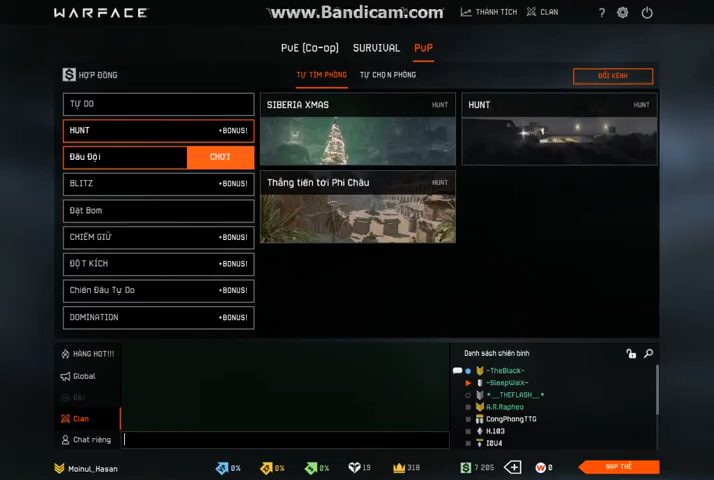 www.Bandicam.com
WARFACE THÀNH TÍCH CLAN ?
PvE (Co-op) SURVIVAL PvP
HỢP ĐỒNG TỰ TÌM PHÒNG TỰ CHỌN PHÒNG ĐỔI KÊNH
TỰ DO
HUNT +BONUS!
Đấu Đội CHƠI
BLITZ +BONUS!
Đặt Bom
CHIẾM GIỮ +BONUS!
ĐỘT KÍCH +BONUS!
Chiến Đấu Tự Do +BONUS!
DOMINATION +BONUS!
SIBERIA XMAS HUNT
HUNT HUNT
Thẳng tiến tới Phi Châu HUNT
HÀNG HOT!!!
Global
Đội
Clan
Chat riêng
Danh sách chiến binh
-TheBlack-
-SleepWalk-
*__THEFLASH__*
A.R.Rapheo
CongPhongTTG
H.103
I0U4
Moinul_Hasan 0% 0% 0% 19 318 7 205 0 NẠP THẺ